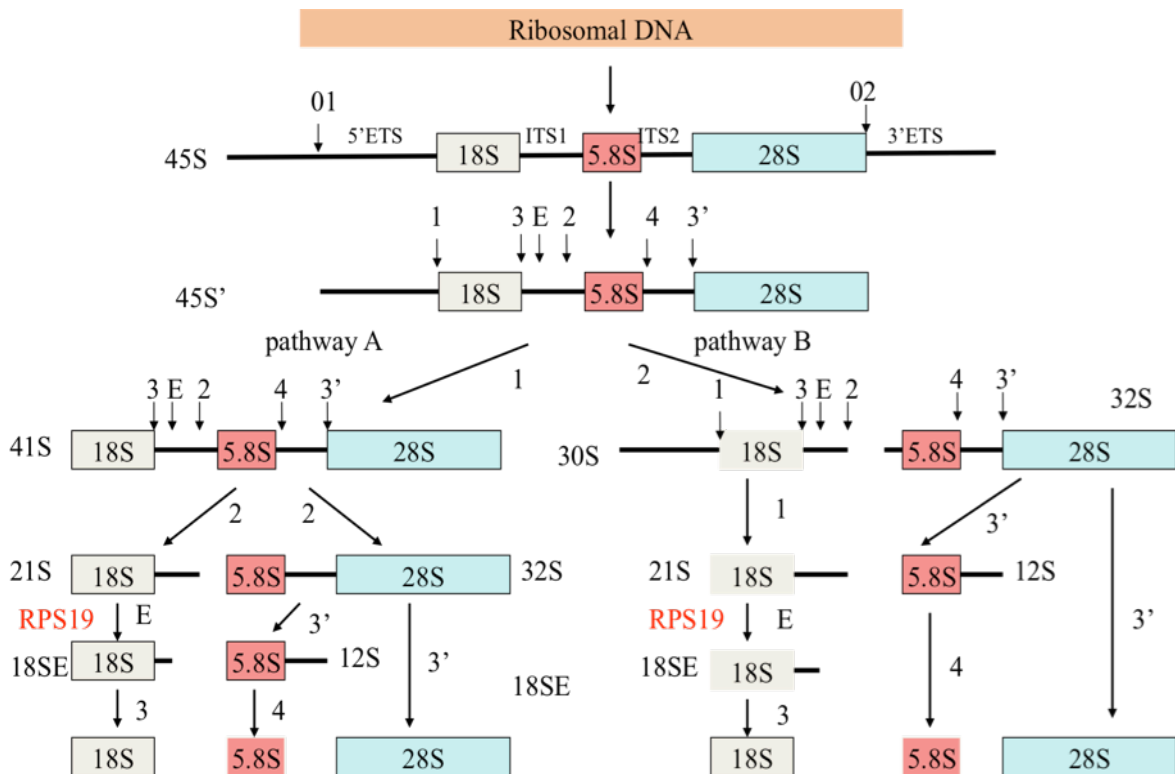 Ribosomal DNA
01 02
5'ETS ITS1 ITS2 3'ETS
45S 18S 5.8S 28S
1 3 E 2 4 3'
45S' 18S 5.8S 28S
pathway A pathway B
1 2
3 E 2 4 3' 1 3 E 2 4 3' 32S
41S 18S 5.8S 28S 30S 18S 5.8S 28S
2 2 1 3'
21S 18S 5.8S 28S 32S 21S 18S 5.8S 12S
RPS19 E 3' RPS19 E 3'
18SE 18S 5.8S 12S 3' 18SE 18SE 18S 4
3 4 3
18S 5.8S 28S 18S 5.8S 28S